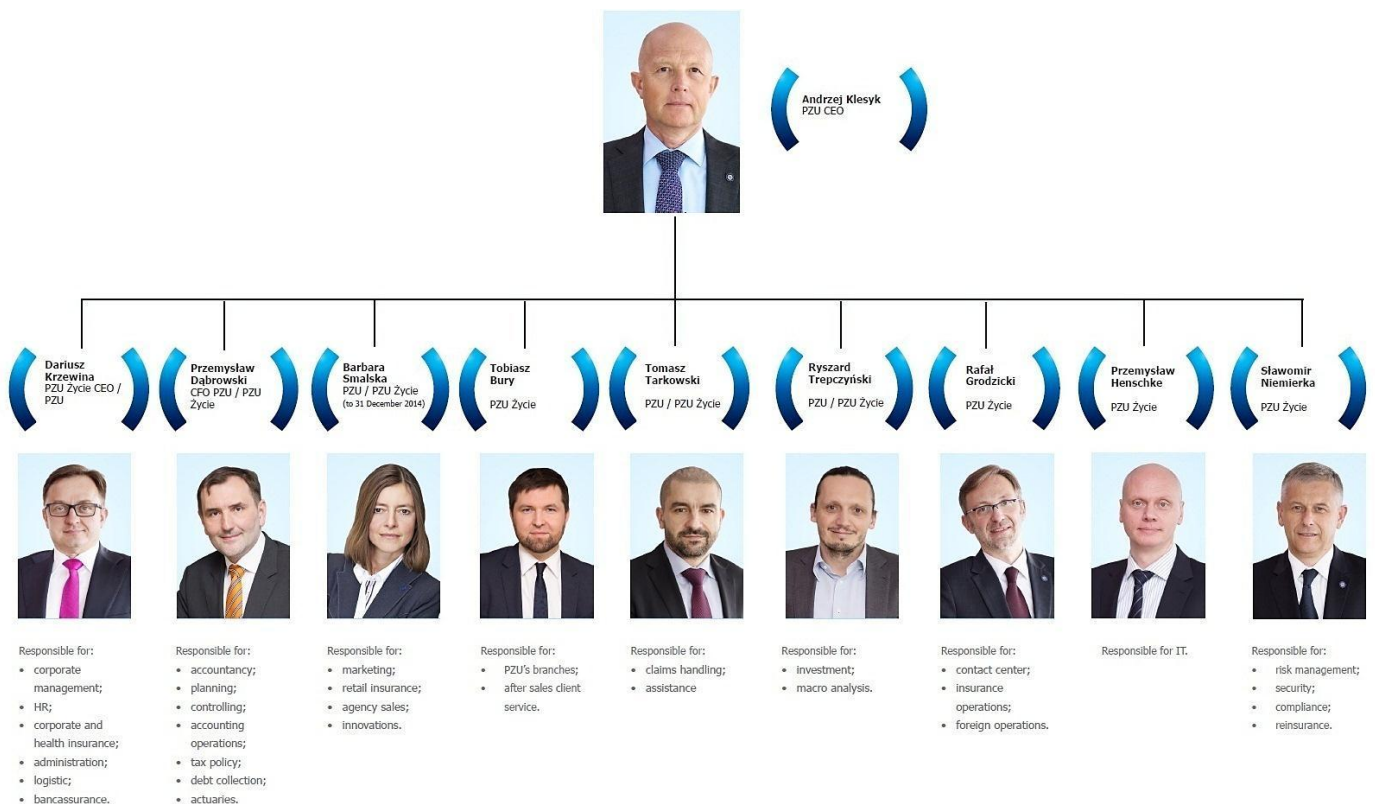 Andrzej Klesyk
PZU CEO
Dariusz
Krzewina
PZU Życie CEO /
PZU
Przemysław
Dąbrowski
CFO PZU / PZU
Życie
Barbara
Smalska
PZU / PZU Życie
(to 31 December 2014)
Tobiasz
Bury
PZU Życie
Tomasz
Tarkowski
PZU / PZU Życie
Ryszard
Trepczyński
PZU / PZU Życie
Rafał
Grodzicki
PZU Życie
Przemysław
Henschke
PZU Życie
Sławomir
Niemierka
PZU Życie
Responsible for:
• corporate
management;
• HR;
• corporate and
health insurance;
• administration;
• logistic;
• bancassurance.
Responsible for:
• accountancy;
• planning;
• controlling;
• accounting
operations;
• tax policy;
• debt collection;
• actuaries.
Responsible for:
• marketing;
• retail insurance;
• agency sales;
• innovations.
Responsible for:
• PZU's branches;
• after sales client
service.
Responsible for:
• claims handling;
• assistance
Responsible for:
• investment;
• macro analysis.
Responsible for:
• contact center;
• insurance
operations;
• foreign operations.
Responsible for IT.
Responsible for:
• risk management;
• security;
• compliance;
• reinsurance.